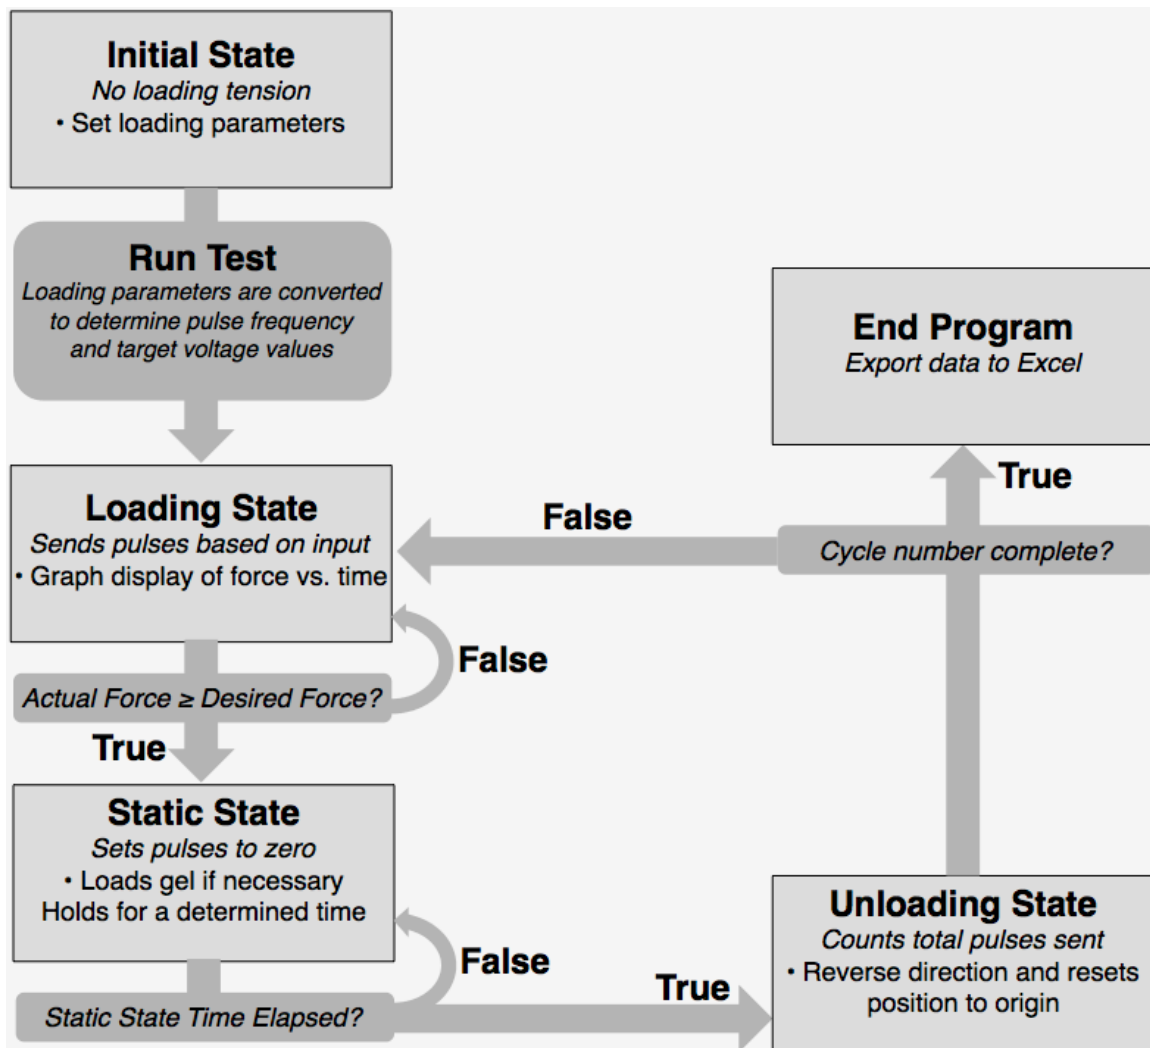 Initial State
No loading tension
• Set loading parameters
Run Test
Loading parameters are converted
to determine pulse frequency
and target voltage values
Loading State
Sends pulses based on input
• Graph display of force vs. time
False
Actual Force ≥ Desired Force?
True
Static State
Sets pulses to zero
• Loads gel if necessary
Holds for a determined time
False
Static State Time Elapsed?
True
Unloading State
Counts total pulses sent
• Reverse direction and resets
position to origin
Cycle number complete?
False
True
End Program
Export data to Excel